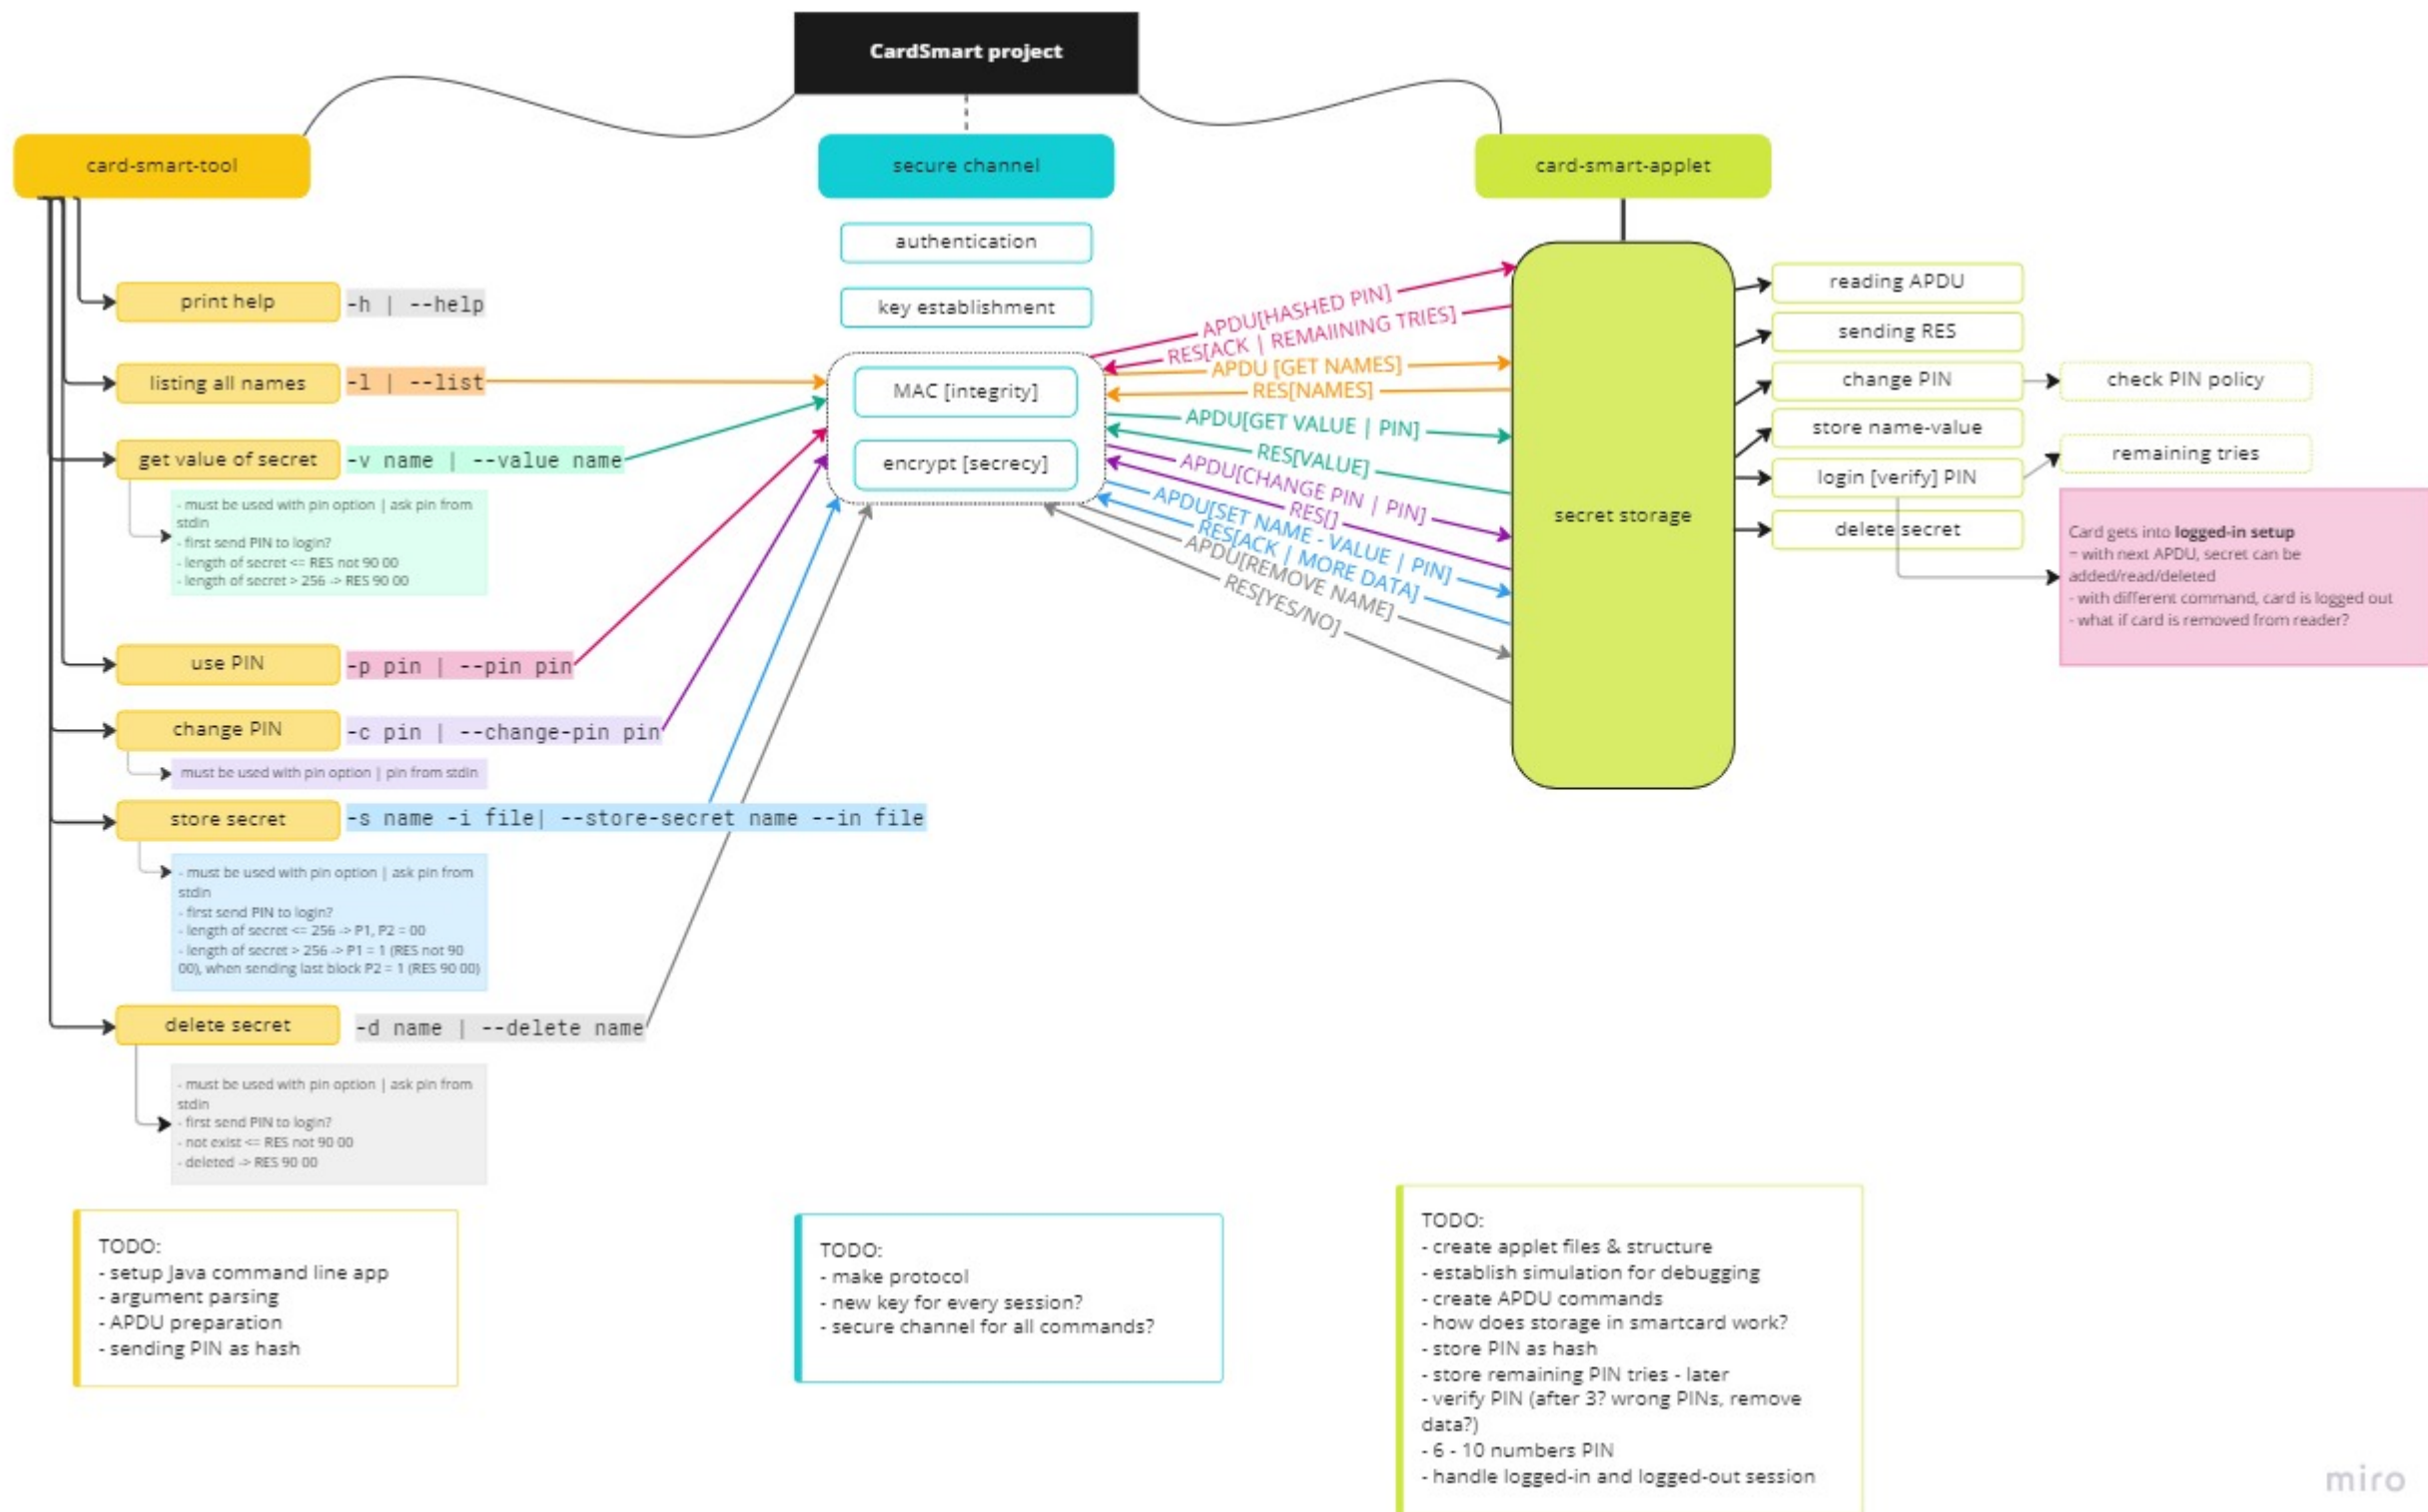 CardSmart project
card-smart-tool
secure channel
card-smart-applet
print help
-h | --help
listing all names
-l | --list
get value of secret
-v name | --value name
- must be used with pin option | ask pin from
stdin
- first send PIN to login?
- length of secret <= RES not 90 00
- length of secret > 256 -> RES 90 00
use PIN
-p pin | --pin pin
change PIN
-c pin | --change-pin pin
must be used with pin option | pin from stdin
store secret
-s name -i file| --store-secret name --in file
- must be used with pin option | ask pin from
stdin
- first send PIN to login?
- length of secret <= 256 -> P1, P2 = 00
- length of secret > 256 -> P1 = 1 (RES not 90
00), when sending last block P2 = 1 (RES 90 00)
delete secret
-d name | --delete name
- must be used with pin option | ask pin from
stdin
- first send PIN to login?
- not exist <= RES not 90 00
- deleted -> RES 90 00
authentication
key establishment
MAC [integrity]
encrypt [secrecy]
APDU[HASHED PIN]
RES[ACK | REMAIINING TRIES]
APDU [GET NAMES]
RES[NAMES]
APDU[GET VALUE | PIN]
RES[VALUE]
APDU[CHANGE PIN | PIN]
RES[]
APDU[SET NAME - VALUE | PIN]
RES[ACK | MORE DATA]
APDU[REMOVE NAME]
RES[YES/NO]
secret storage
reading APDU
sending RES
change PIN
check PIN policy
store name-value
login [verify] PIN
remaining tries
delete secret
Card gets into logged-in setup
= with next APDU, secret can be
added/read/deleted
- with different command, card is logged out
- what if card is removed from reader?
TODO:
- setup Java command line app
- argument parsing
- APDU preparation
- sending PIN as hash
TODO:
- make protocol
- new key for every session?
- secure channel for all commands?
TODO:
- create applet files & structure
- establish simulation for debugging
- create APDU commands
- how does storage in smartcard work?
- store PIN as hash
- store remaining PIN tries - later
- verify PIN (after 3? wrong PINs, remove
data?)
- 6 - 10 numbers PIN
- handle logged-in and logged-out session
miro